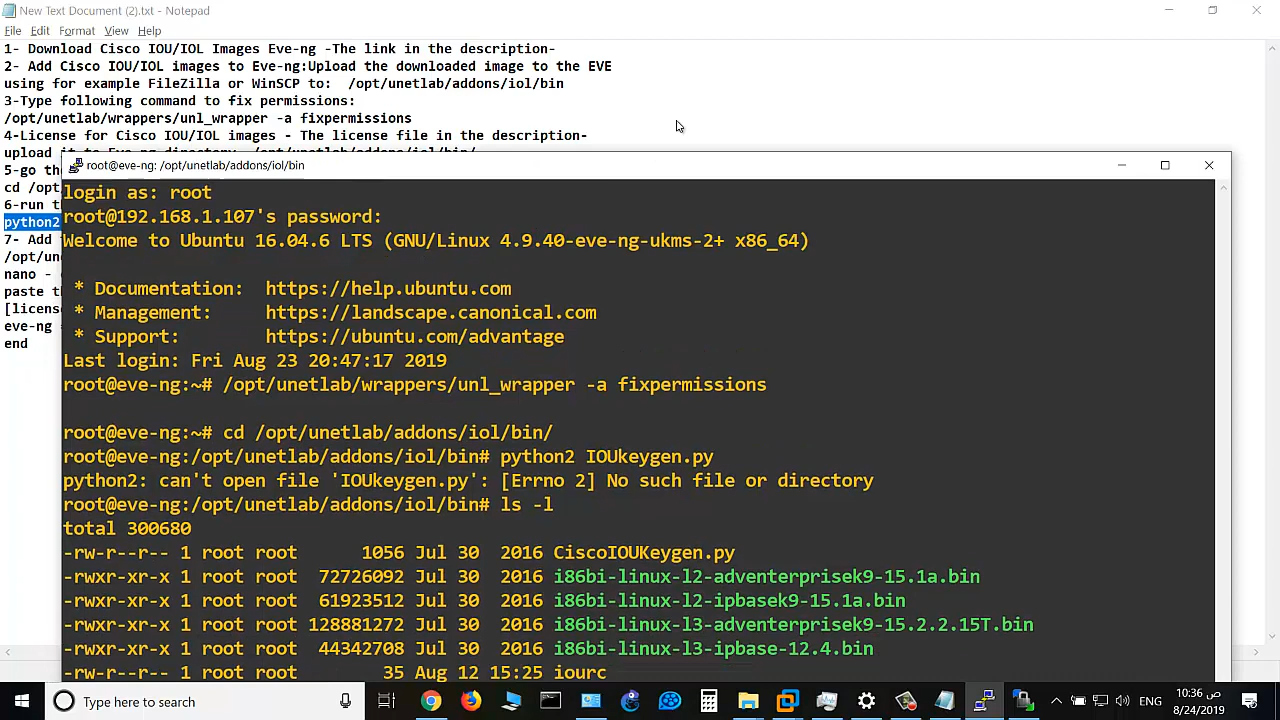 New Text Document (2).txt - Notepad
File Edit Format View Help
1- Download Cisco IOU/IOL Images Eve-ng -The link in the description-
2- Add Cisco IOU/IOL images to Eve-ng:Upload the downloaded image to the EVE
using for example FileZilla or WinSCP to: /opt/unetlab/addons/iol/bin
3-Type following command to fix permissions:
/opt/unetlab/wrappers/unl_wrapper -a fixpermissions
4-License for Cisco IOU/IOL images - The license file in the description-
upload it to Eve-ng directory /opt/unetlab/addons/iol/bin/
5-go th
cd /opt
6-run t
python2
7- Add
/opt/un
nano -
paste t
[licens
eve-ng
end
root@eve-ng: /opt/unetlab/addons/iol/bin
login as: root
root@192.168.1.107's password:
Welcome to Ubuntu 16.04.6 LTS (GNU/Linux 4.9.40-eve-ng-ukms-2+ x86_64)
* Documentation: https://help.ubuntu.com
* Management: https://landscape.canonical.com
* Support: https://ubuntu.com/advantage
Last login: Fri Aug 23 20:47:17 2019
root@eve-ng:~# /opt/unetlab/wrappers/unl_wrapper -a fixpermissions
root@eve-ng:~# cd /opt/unetlab/addons/iol/bin/
root@eve-ng:/opt/unetlab/addons/iol/bin# python2 IOUkeygen.py
python2: can't open file 'IOUkeygen.py': [Errno 2] No such file or directory
root@eve-ng:/opt/unetlab/addons/iol/bin# ls -l
total 300680
-rw-r--r-- 1 root root 1056 Jul 30 2016 CiscoIOUKeygen.py
-rwxr-xr-x 1 root root 72726092 Jul 30 2016 i86bi-linux-l2-adventerprisek9-15.1a.bin
-rwxr-xr-x 1 root root 61923512 Jul 30 2016 i86bi-linux-l2-ipbasek9-15.1a.bin
-rwxr-xr-x 1 root root 128881272 Jul 30 2016 i86bi-linux-l3-adventerprisek9-15.2.2.15T.bin
-rwxr-xr-x 1 root root 44342708 Jul 30 2016 i86bi-linux-l3-ipbase-12.4.bin
-rw-r--r-- 1 root root 35 Aug 12 15:25 iourc
Type here to search
ENG
10:36 ص
8/24/2019